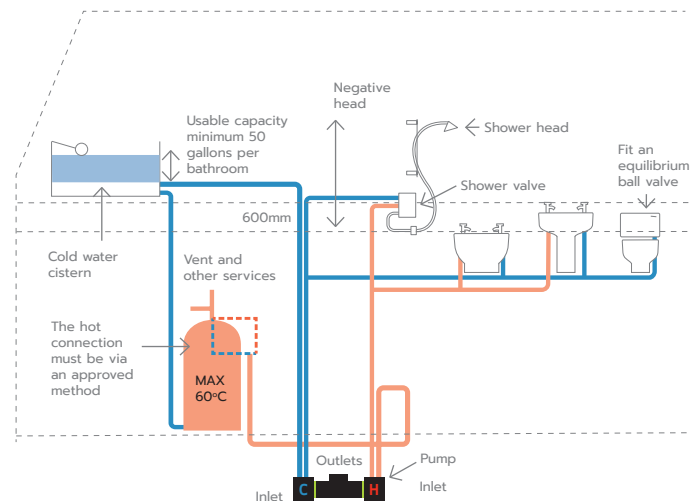 Usable capacity
minimum 50
gallons per
bathroom
Negative
head
Shower head
Fit an
equilibrium
ball valve
Shower valve
600mm
Cold water
cistern
Vent and
other services
The hot
connection
must be via
an approved
method
MAX
60ºC
Outlets
Pump
Inlet
C
H
Inlet